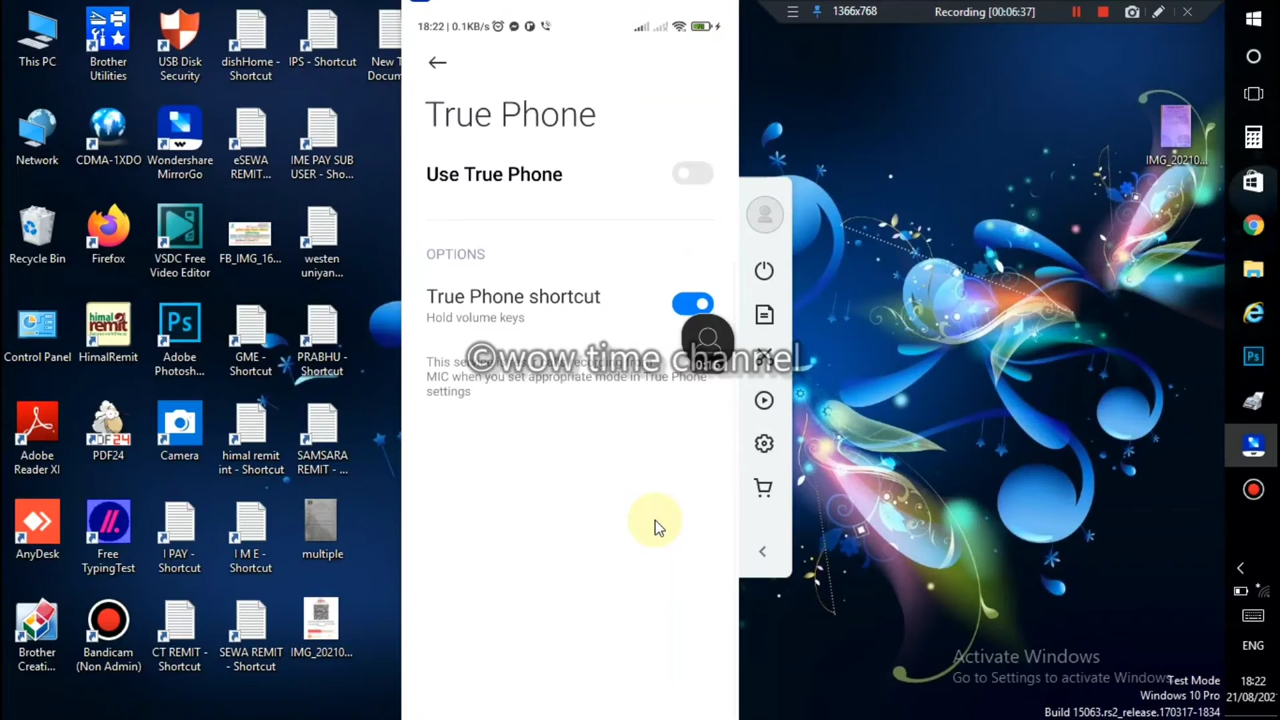 This PC
Brother
Utilities
USB Disk
Security
dishHome -
Shortcut
IPS - Shortcut
New T
Docum
Network
CDMA-1XDO
Wondershare
MirrorGo
eSEWA
REMIT...
IME PAY SUB
USER - Sho...
Recycle Bin
Firefox
VSDC Free
Video Editor
FB_IMG_16...
westen
uniyan...
Control Panel
himal
remit
HimalRemit
Ps
Adobe
Photosh...
GME -
Shortcut
PRABHU -
Shortcut
Adobe
Reader XI
PDF24
PDF24
Camera
himal remit
int - Shortcut
SAMSARA
REMIT - ...
AnyDesk
Free
TypingTest
I PAY -
Shortcut
I M E -
Shortcut
multiple
Brother
Creati...
Bandicam
(Non Admin)
CT REMIT -
Shortcut
SEWA REMIT
- Shortcut
IMG_20210...
18:22 | 0.1KB/s
True Phone
Use True Phone
OPTIONS
True Phone shortcut
Hold volume keys
©wow time channel
MIC when you set appropriate mode in True Phone
settings
1366x768
Recording [00:06:37]
IMG_20210...
Ps
Activate Windows
Go to Settings to activate Windows
Test Mode
Windows 10 Pro
Build 15063.rs2_release.170317-1834
ENG
18:22
21/08/202